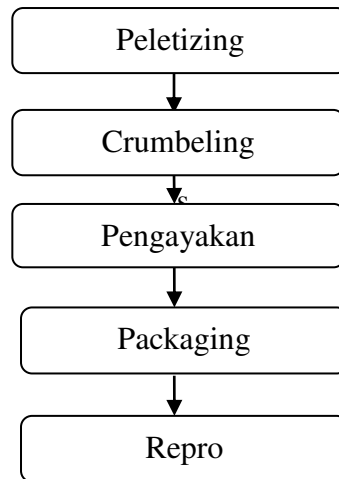 Peletizing
Crumbeling
s
Pengayakan
Packaging
Repro